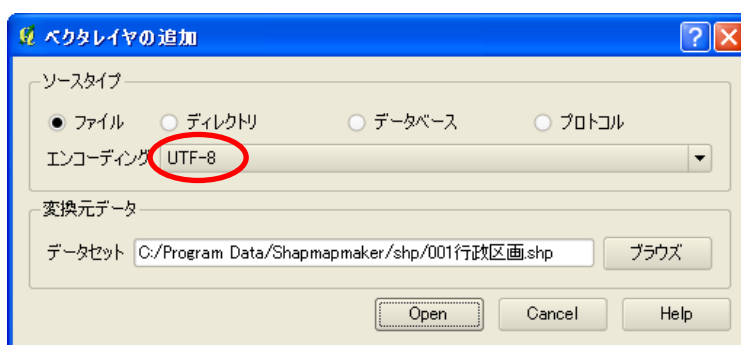 ベクタレイヤの追加
ソースタイプ
ファイル ディレクトリ データベース プロトコル
エンコーディング UTF-8
変換元データ
データセット C:/Program Data/Shapmapmaker/shp/001行政区画.shp ブラウズ
Open Cancel Help